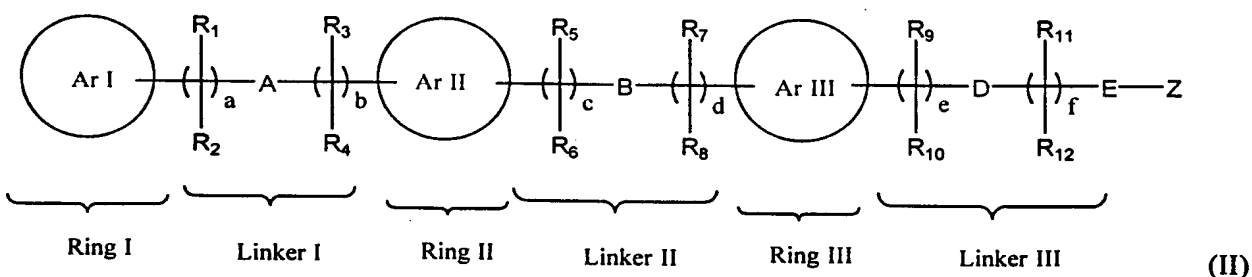 R1 R3 R5 R7 R9 R11
Ar I ( ) a A ( ) b Ar II ( ) c B ( ) d Ar III ( ) e D ( ) f E Z
R2 R4 R6 R8 R10 R12
Ring I Linker I Ring II Linker II Ring III Linker III
(II)